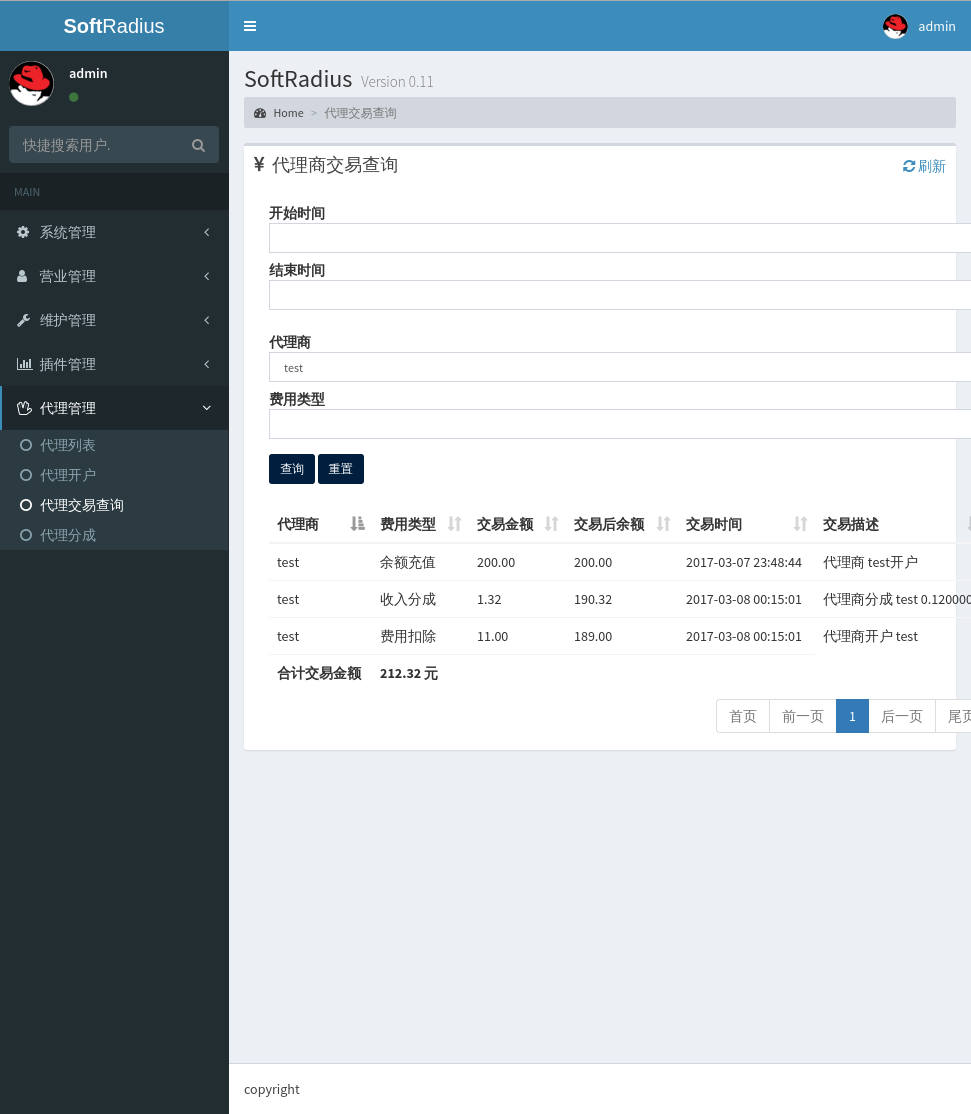 SoftRadius
admin
admin
快捷搜索用户.
MAIN
系统管理
营业管理
维护管理
插件管理
代理管理
代理列表
代理开户
代理交易查询
代理分成
SoftRadius Version 0.11
Home > 代理交易查询
¥ 代理商交易查询
刷新
开始时间
结束时间
代理商
test
费用类型
查询 重置
代理商 费用类型 交易金额 交易后余额 交易时间 交易描述
test 余额充值 200.00 200.00 2017-03-07 23:48:44 代理商 test开户
test 收入分成 1.32 190.32 2017-03-08 00:15:01 代理商分成 test 0.120000
test 费用扣除 11.00 189.00 2017-03-08 00:15:01 代理商开户 test
合计交易金额 212.32 元
首页 前一页 1 后一页 尾页
copyright